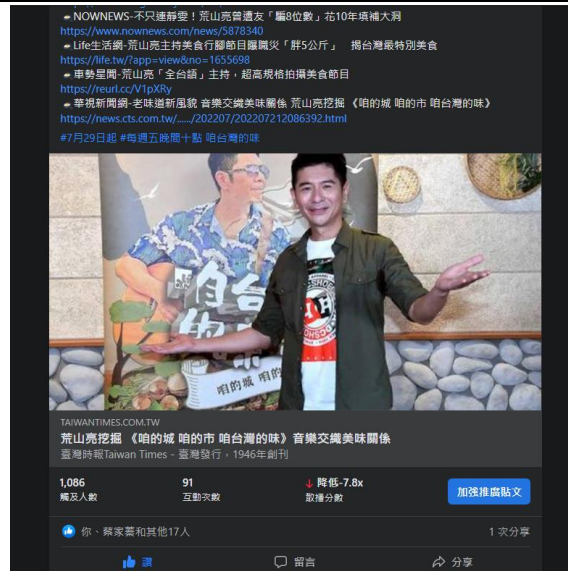 NOWNEWS-不只連靜雯！荒山亮曾遭友「騙8位數」花10年填補大洞
https://www.nownews.com/news/5878340
Life生活網-荒山亮主持美食行腳節目釀職災「胖5公斤」 揭台灣最特別美食
https://life.tw/?app=view&no=1655698
車勢星聞-荒山亮「全台語」主持，超高規格拍攝美食節目
https://reurl.cc/V1pXRy
華視新聞網-老味道新風貌 音樂交織美味關係 荒山亮挖掘 《咱的城 咱的市 咱台灣的味》
https://news.cts.com.tw/....../202207/202207212086392.html
#7月29日起 #每週五晚間十點 咱台灣的味
咱的城 咱的
TAIWANTIMES.COM.TW
荒山亮挖掘 《咱的城 咱的市 咱台灣的味》音樂交織美味關係
臺灣時報Taiwan Times - 臺灣發行，1946年創刊
1,086
觸及人數
91
互動次數
↓ 降低-7.8x
散播分數
加強推廣貼文
你、蔡家蓁和其他17人
1 次分享
讚
留言
分享